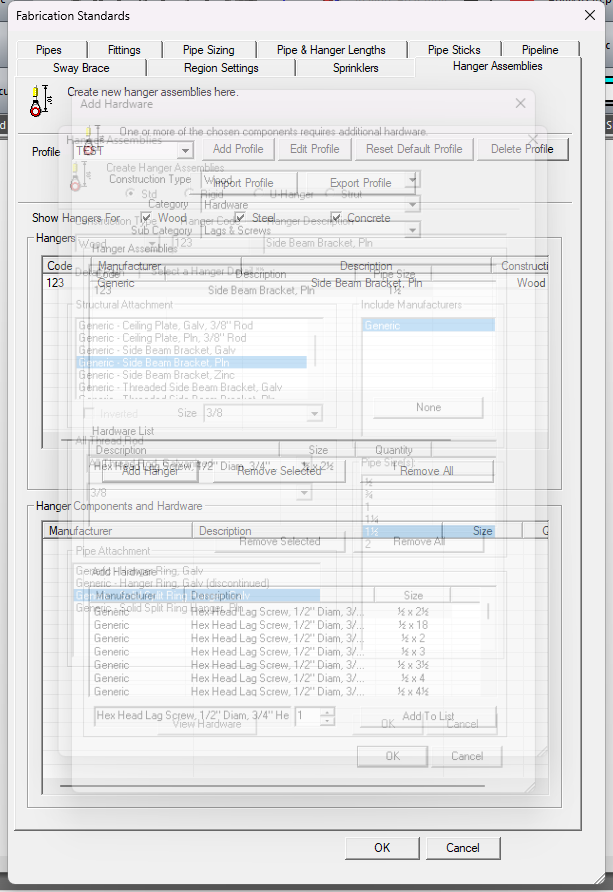 Fabrication Standards
Pipes
Fittings
Pipe Sizing
Pipe & Hanger Lengths
Pipe Sticks
Pipeline
Sway Brace
Region Settings
Sprinklers
Hanger Assemblies
Create new hanger assemblies here.
Add Hardware
One or more of the chosen components requires additional hardware.
Hanger Assemblies
Profile
TEST
Add Profile
Edit Profile
Reset Default Profile
Delete Profile
Create Hanger Assemblies
Construction Type
Wood
Import Profile
Export Profile
Std
Rigid
U-Hanger
Strut
Category
Hardware
Show Hangers For
Wood
Steel
Concrete
Construction Type
Hanger Code
Hanger Description
Sub Category
Lags & Screws
Hangers
Wood
123
Side Beam Bracket, Pln
Hanger Assemblies
Code
Manufacturer
Description
Constructi
123
Generic
Side Beam Bracket, Pln
Wood
Code
Description
Pipe Size
123
Side Beam Bracket, Pln
1½
Select a Hanger
Structural Attachment
Include Manufacturers
Generic - Ceiling Plate, Galv, 3/8" Rod
Generic
Generic - Ceiling Plate, Pln, 3/8" Rod
Generic - Side Beam Bracket, Galv
Generic - Side Beam Bracket, Pln
Generic - Side Beam Bracket, Zinc
Generic - Threaded Side Beam Bracket, Galv
Generic - Threaded Side Beam Bracket, Pln
None
Inverted
Size
3/8
Hardware List
All Thread Rod
Description
Size
Quantity
Hex Head Lag Screw, 1/2" Diam, 3/4"
½ x 2½
Pipe Size(s)
Add Hanger
Remove Selected
Remove All
3/8
½
¾
1
1¼
1½
2
Hanger Components and Hardware
Manufacturer
Description
Size
Q
Remove Selected
Remove All
Pipe Attachment
Generic - Hanger Ring, Galv
Add Hardware
Generic - Hanger Ring, Galv (discontinued)
Generic - Solid Split Ring Hanger, Pln
Manufacturer
Description
Size
Generic
Hex Head Lag Screw, 1/2" Diam, 3/...
½ x 2½
Generic
Hex Head Lag Screw, 1/2" Diam, 3/...
½ x 18
Generic
Hex Head Lag Screw, 1/2" Diam, 3/...
½ x 2
Generic
Hex Head Lag Screw, 1/2" Diam, 3/...
½ x 3
Generic
Hex Head Lag Screw, 1/2" Diam, 3/...
½ x 3½
Generic
Hex Head Lag Screw, 1/2" Diam, 3/...
½ x 4
Generic
Hex Head Lag Screw, 1/2" Diam, 3/...
½ x 4½
Hex Head Lag Screw, 1/2" Diam, 3/4" He
1
Add To List
View Hardware
OK
Cancel
OK
Cancel
OK
Cancel